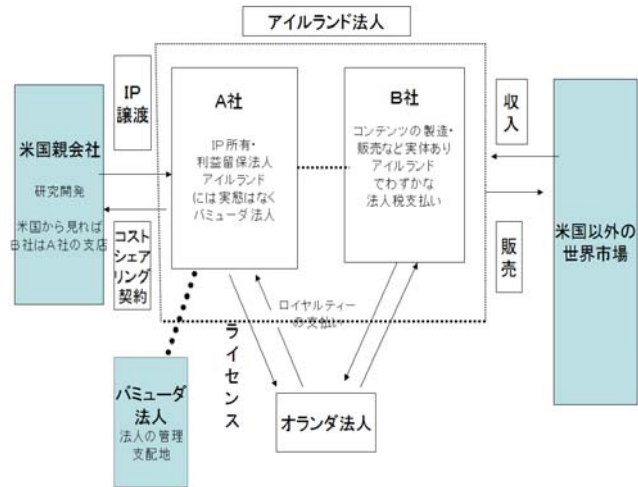 アイルランド法人
IP
譲渡
米国親会社
研究開発
米国から見れば
B社はA社の支店
コスト
シェア
リング
契約
A社
IP所有・
利益留保法人
アイルランド
には実態はなく
バミューダ法人
B社
コンテンツの製造・
販売など実体あり
アイルランド
でわずかな
法人税支払い
収入
販売
米国以外の
世界市場
ロイヤルティー
の支払い
ライセンス
バミューダ
法人
法人の管理
支配地
オランダ法人